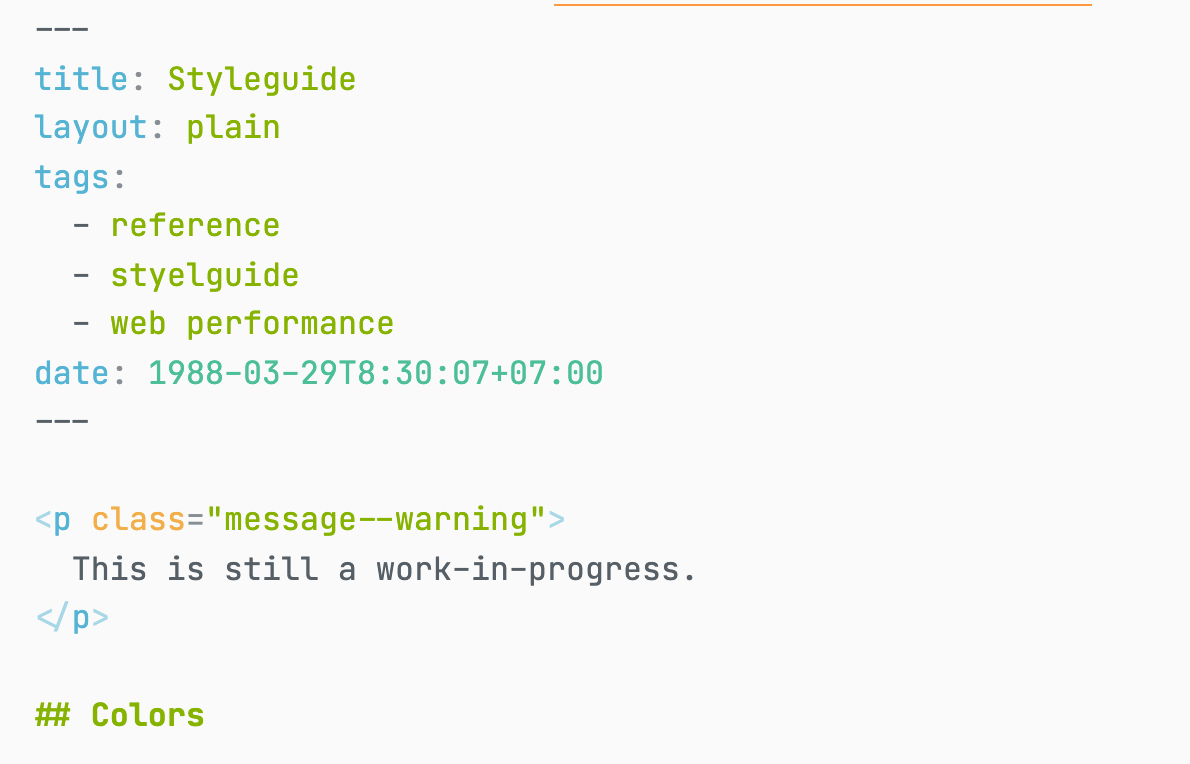 ---
title: Styleguide
layout: plain
tags:
  - reference
  - styelguide
  - web performance
date: 1988-03-29T8:30:07+07:00
---

<p class="message--warning">
  This is still a work-in-progress.
</p>

## Colors